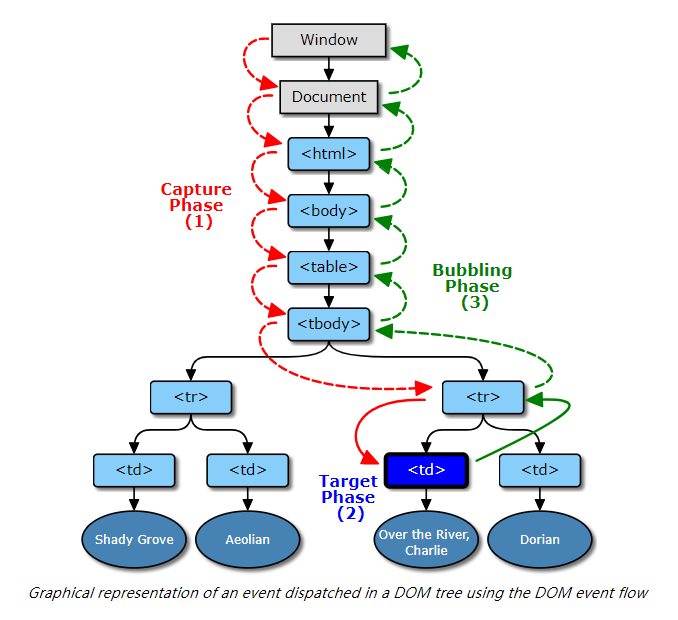 Window
Document
<html>
Capture
Phase
(1)
<body>
<table>
Bubbling
Phase
(3)
<tbody>
<tr>
<tr>
<td>
<td>
<td>
<td>
Target
Phase
(2)
Shady Grove
Aeolian
Over the River,
Charlie
Dorian
Graphical representation of an event dispatched in a DOM tree using the DOM event flow